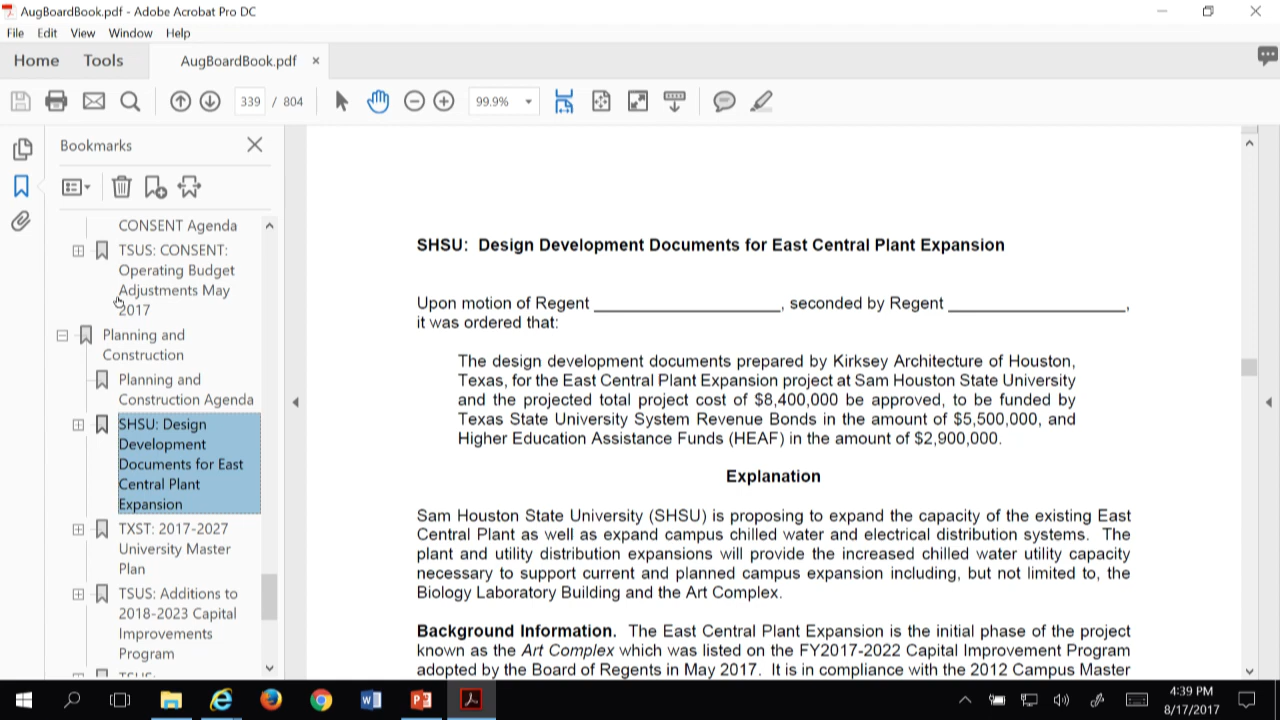 AugBoardBook.pdf - Adobe Acrobat Pro DC
File Edit View Window Help
Home Tools AugBoardBook.pdf ×
339 / 804 99.9%
Bookmarks
CONSENT Agenda
TSUS: CONSENT:
Operating Budget
Adjustments May
2017
Planning and
Construction
Planning and
Construction Agenda
SHSU: Design
Development
Documents for East
Central Plant
Expansion
TXST: 2017-2027
University Master
Plan
TSUS: Additions to
2018-2023 Capital
Improvements
Program
TSUS:
SHSU: Design Development Documents for East Central Plant Expansion
Upon motion of Regent ____________________, seconded by Regent ____________________,
it was ordered that:
The design development documents prepared by Kirksey Architecture of Houston,
Texas, for the East Central Plant Expansion project at Sam Houston State University
and the projected total project cost of $8,400,000 be approved, to be funded by
Texas State University System Revenue Bonds in the amount of $5,500,000, and
Higher Education Assistance Funds (HEAF) in the amount of $2,900,000.
Explanation
Sam Houston State University (SHSU) is proposing to expand the capacity of the existing East
Central Plant as well as expand campus chilled water and electrical distribution systems. The
plant and utility distribution expansions will provide the increased chilled water utility capacity
necessary to support current and planned campus expansion including, but not limited to, the
Biology Laboratory Building and the Art Complex.
Background Information. The East Central Plant Expansion is the initial phase of the project
known as the Art Complex which was listed on the FY2017-2022 Capital Improvement Program
adopted by the Board of Regents in May 2017. It is in compliance with the 2012 Campus Master
4:39 PM
8/17/2017